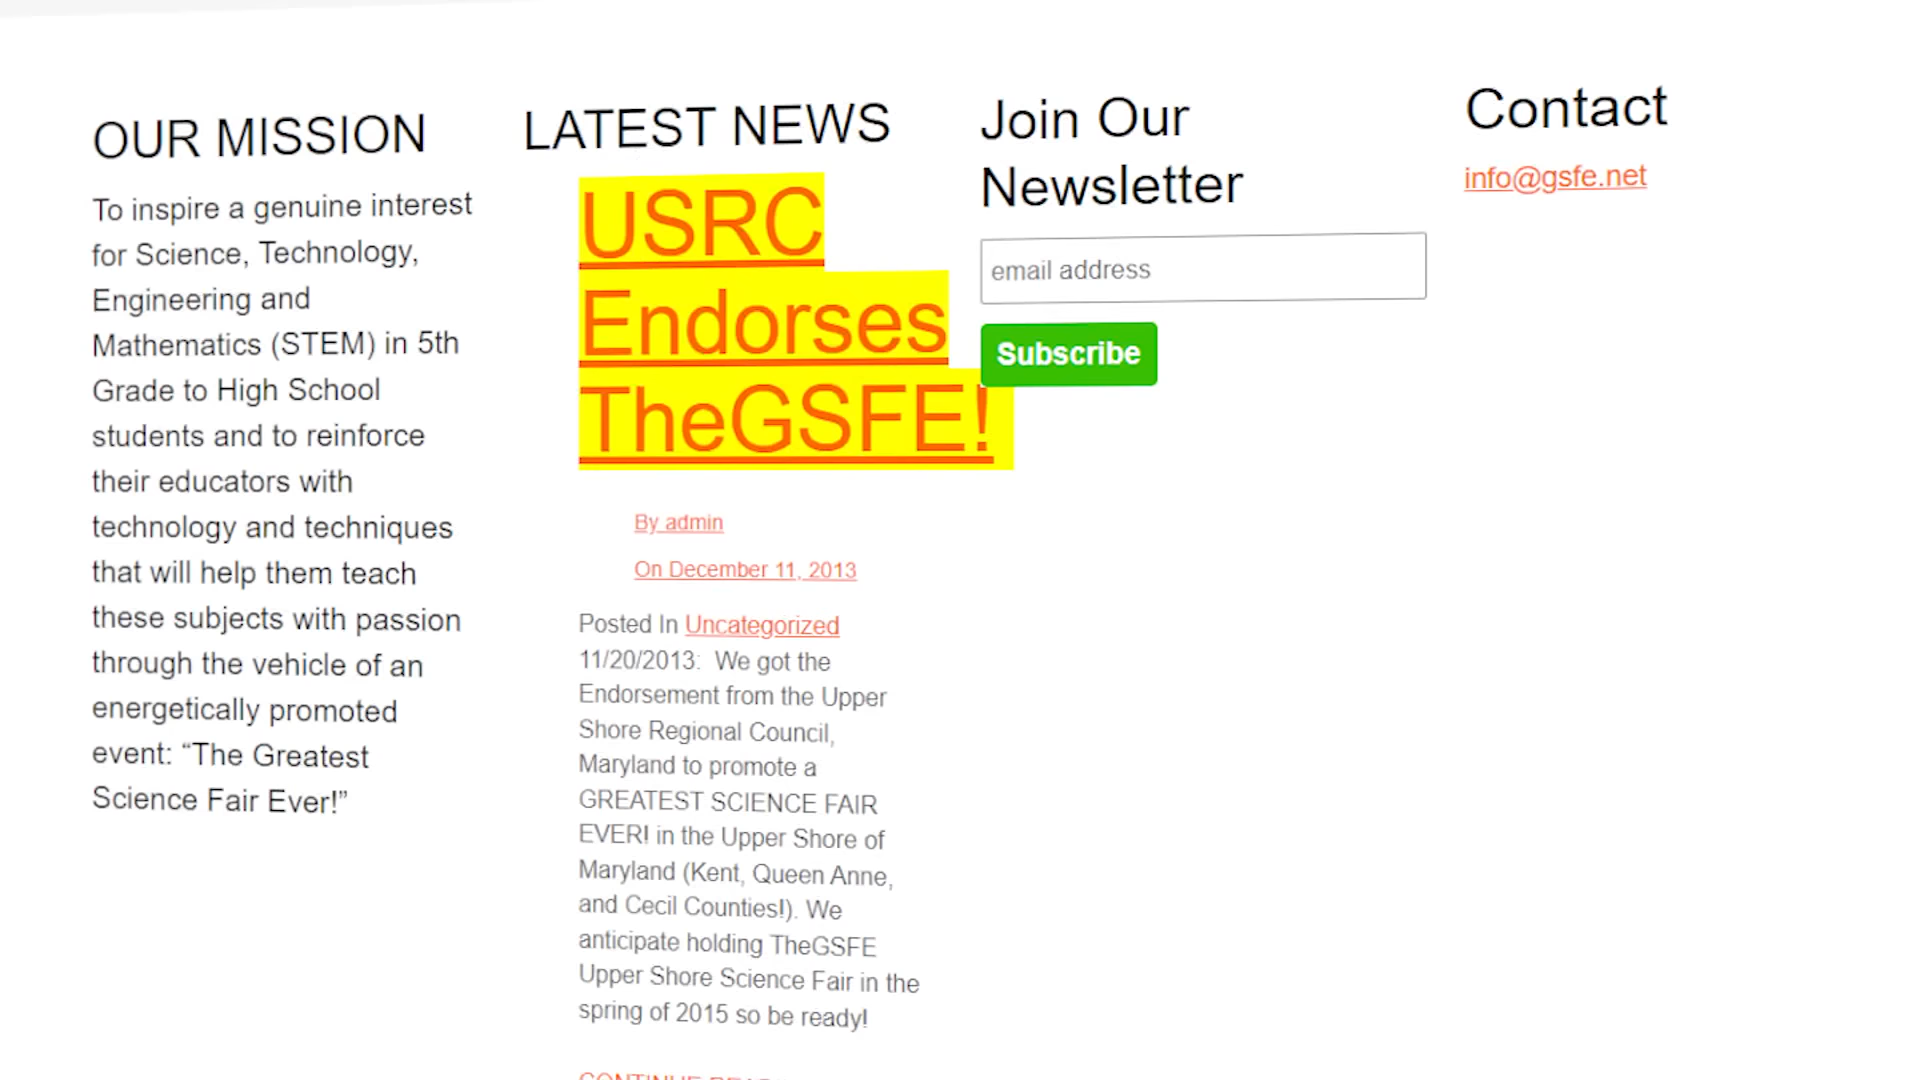 OUR MISSION
To inspire a genuine interest
for Science, Technology,
Engineering and
Mathematics (STEM) in 5th
Grade to High School
students and to reinforce
their educators with
technology and techniques
that will help them teach
these subjects with passion
through the vehicle of an
energetically promoted
event: “The Greatest
Science Fair Ever!”
LATEST NEWS
USRC
Endorses
TheGSFE!
By admin
On December 11, 2013
Posted In Uncategorized
11/20/2013:  We got the
Endorsement from the Upper
Shore Regional Council,
Maryland to promote a
GREATEST SCIENCE FAIR
EVER! in the Upper Shore of
Maryland (Kent, Queen Anne,
and Cecil Counties!). We
anticipate holding TheGSFE
Upper Shore Science Fair in the
spring of 2015 so be ready!
Join Our
Newsletter
email address
Subscribe
Contact
info@gsfe.net